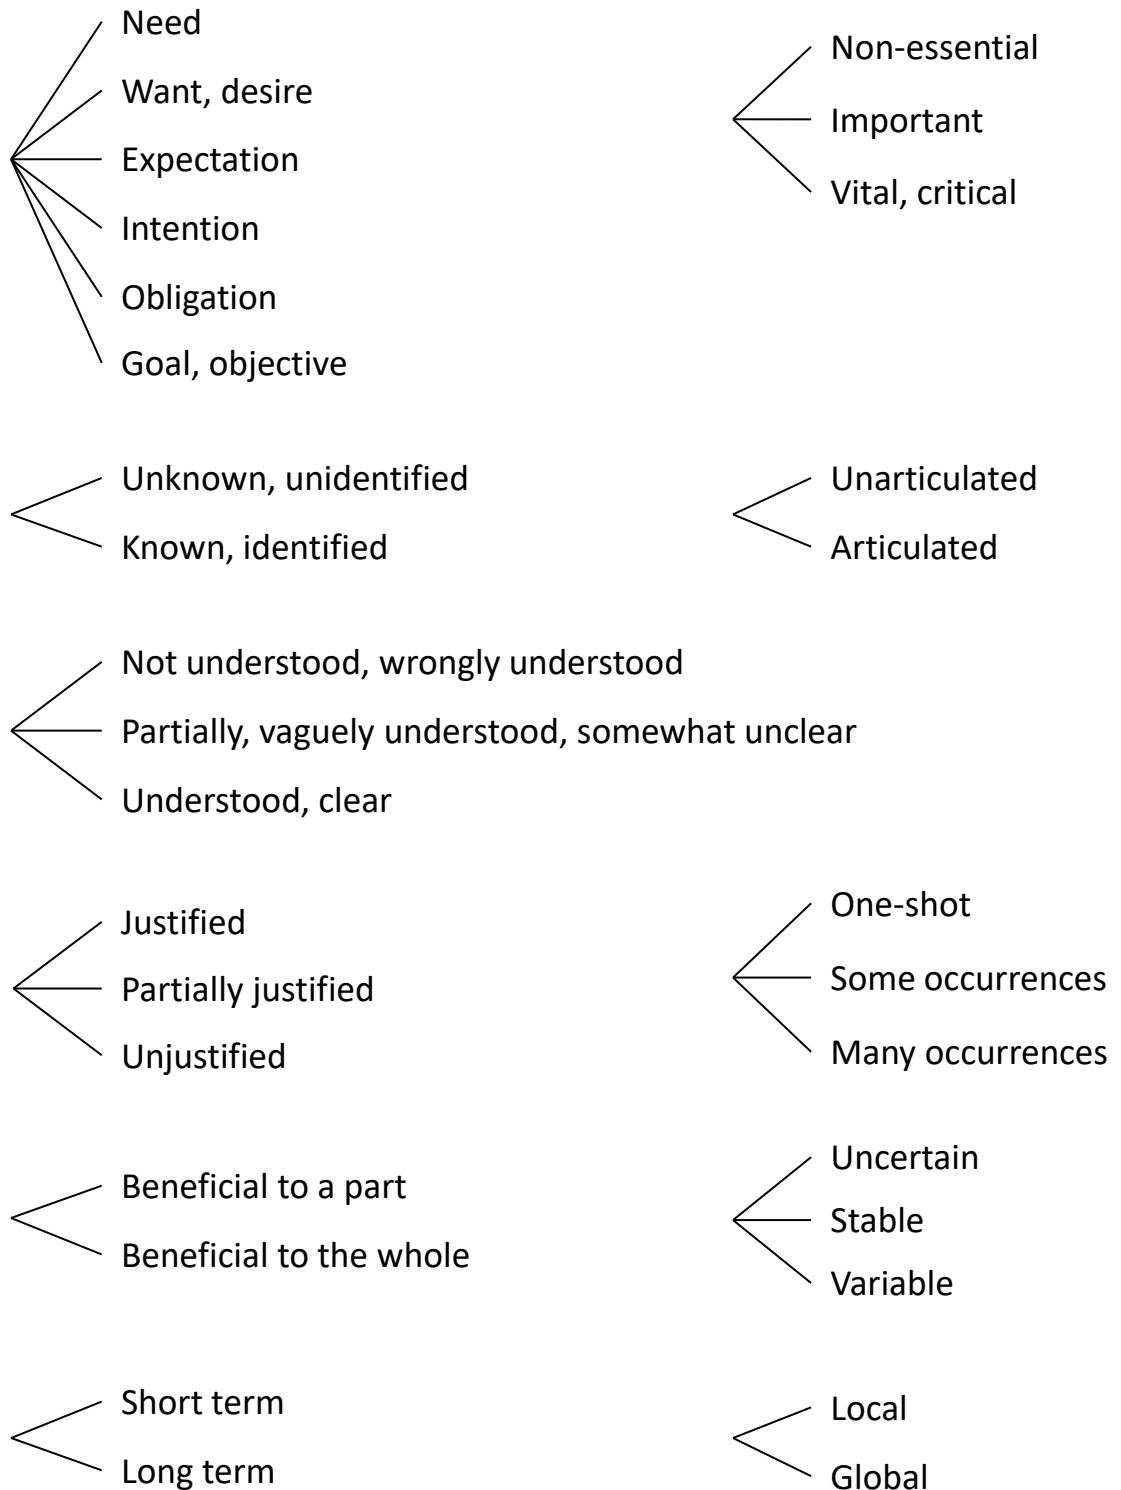 Need
Want, desire
Expectation
Intention
Obligation
Goal, objective
Non-essential
Important
Vital, critical
Unknown, unidentified
Known, identified
Unarticulated
Articulated
Not understood, wrongly understood
Partially, vaguely understood, somewhat unclear
Understood, clear
Justified
Partially justified
Unjustified
One-shot
Some occurrences
Many occurrences
Beneficial to a part
Beneficial to the whole
Uncertain
Stable
Variable
Short term
Long term
Local
Global